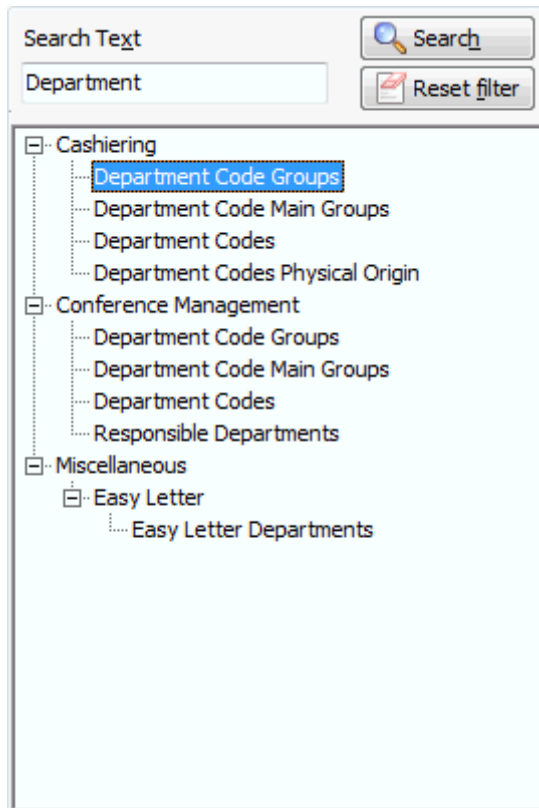 Search Text
Search
Department
Reset filter
Cashiering
Department Code Groups
Department Code Main Groups
Department Codes
Department Codes Physical Origin
Conference Management
Department Code Groups
Department Code Main Groups
Department Codes
Responsible Departments
Miscellaneous
Easy Letter
Easy Letter Departments